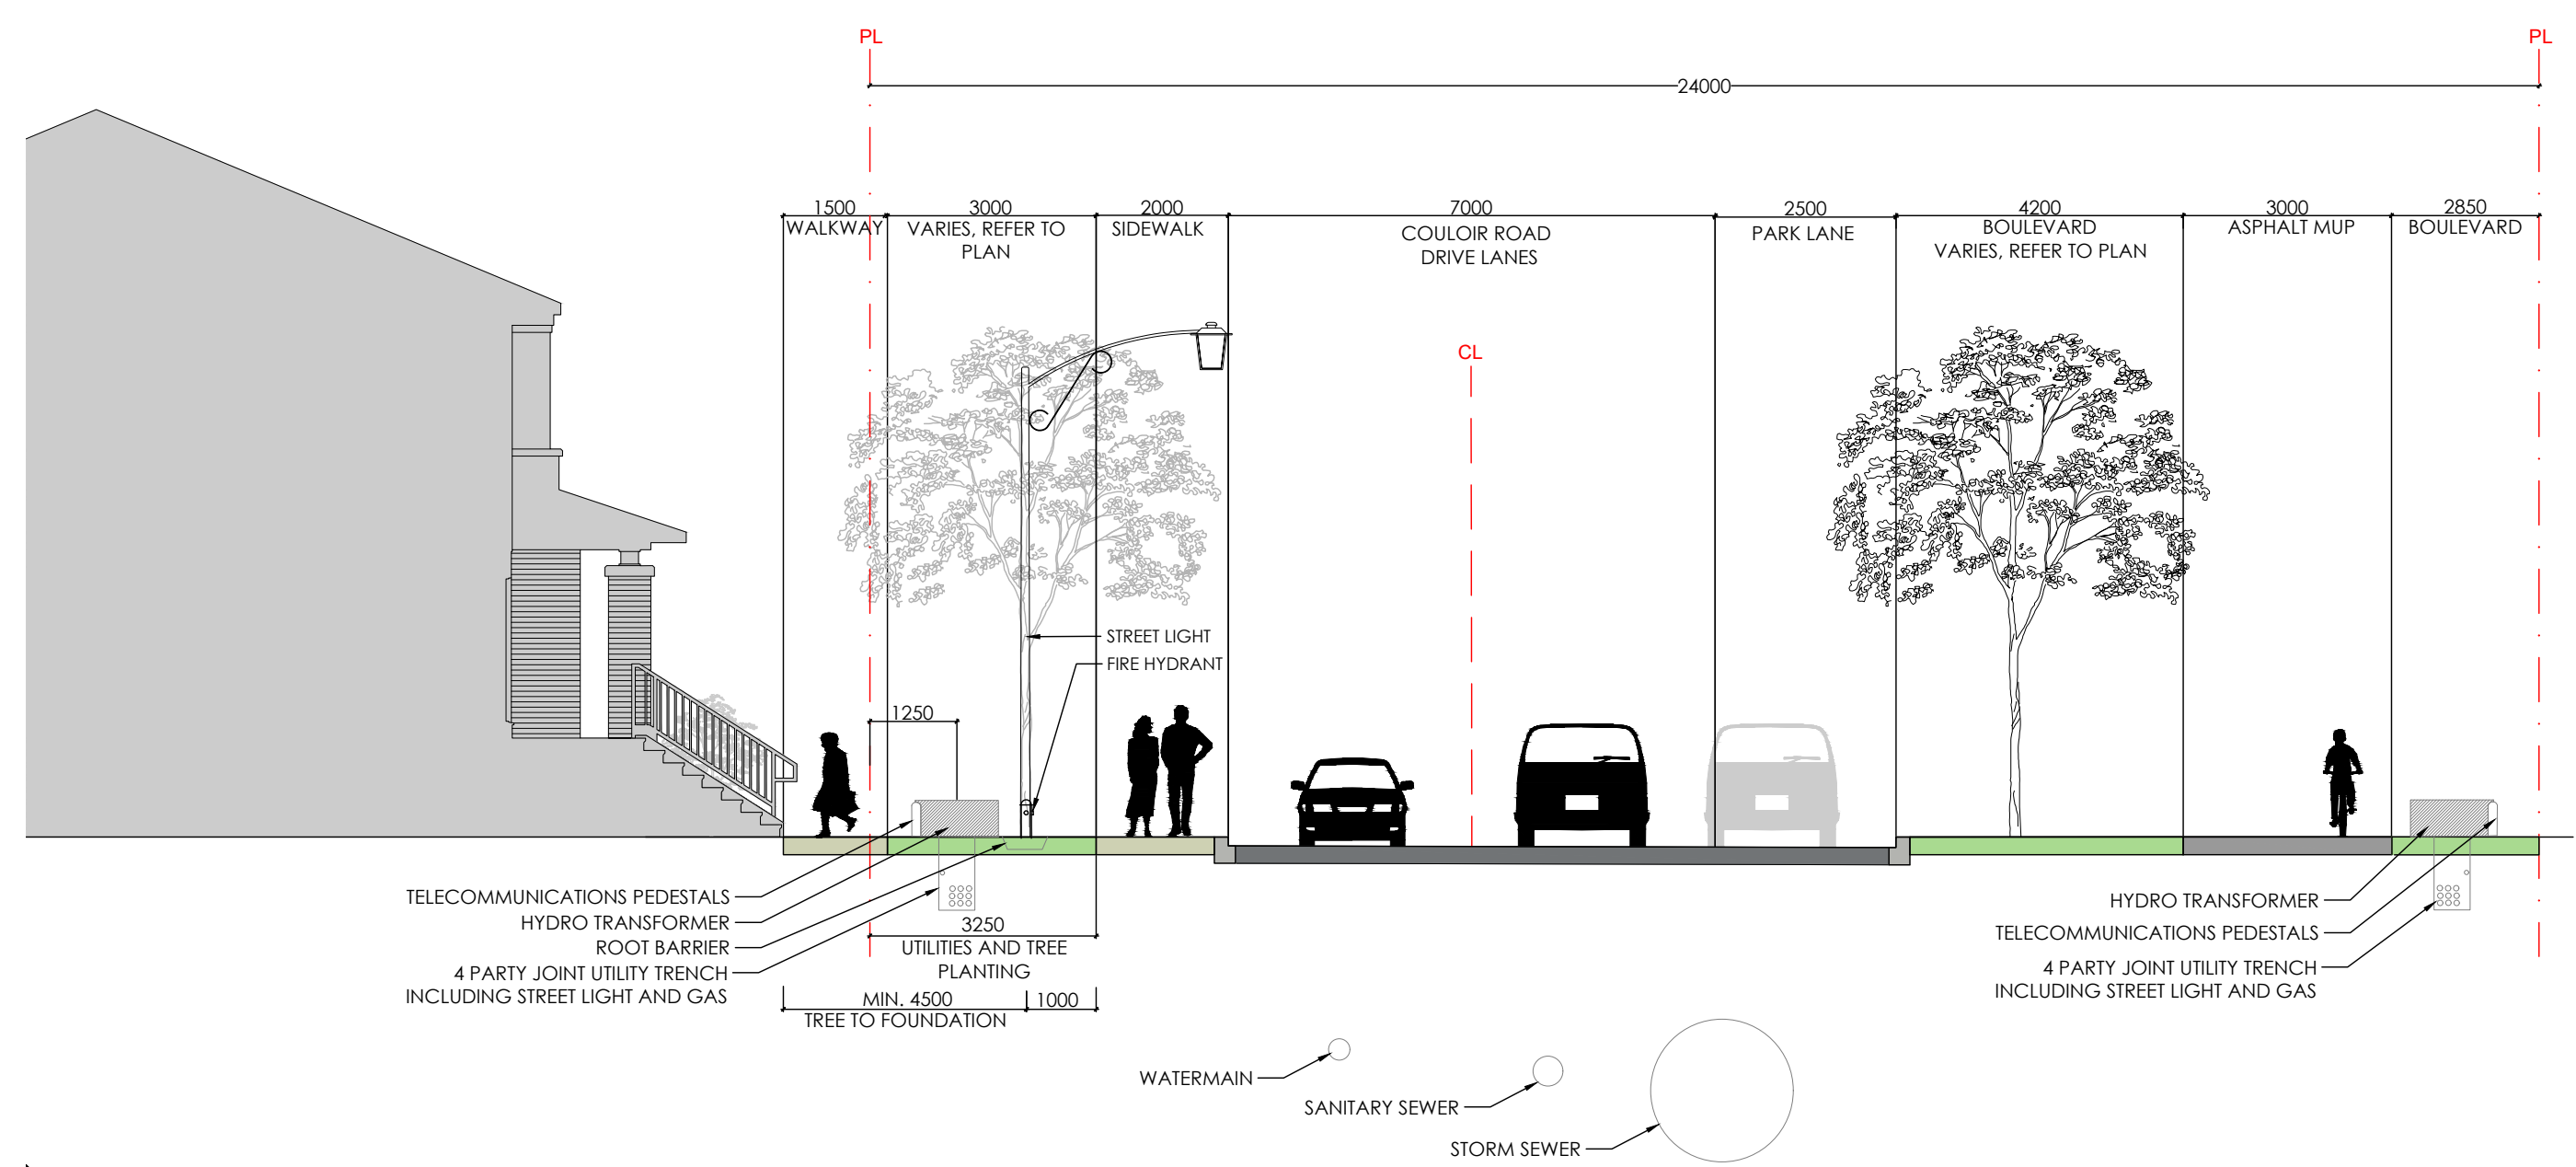 PL
PL
24000
1500
WALKWAY
3000
VARIES, REFER TO
PLAN
2000
SIDEWALK
7000
COULOIR ROAD
DRIVE LANES
2500
PARK LANE
4200
BOULEVARD
VARIES, REFER TO PLAN
3000
ASPHALT MUP
2850
BOULEVARD
CL
STREET LIGHT
FIRE HYDRANT
1250
TELECOMMUNICATIONS PEDESTALS
HYDRO TRANSFORMER
ROOT BARRIER
4 PARTY JOINT UTILITY TRENCH
INCLUDING STREET LIGHT AND GAS
3250
UTILITIES AND TREE
PLANTING
MIN. 4500
1000
TREE TO FOUNDATION
HYDRO TRANSFORMER
TELECOMMUNICATIONS PEDESTALS
4 PARTY JOINT UTILITY TRENCH
INCLUDING STREET LIGHT AND GAS
WATERMAIN
SANITARY SEWER
STORM SEWER